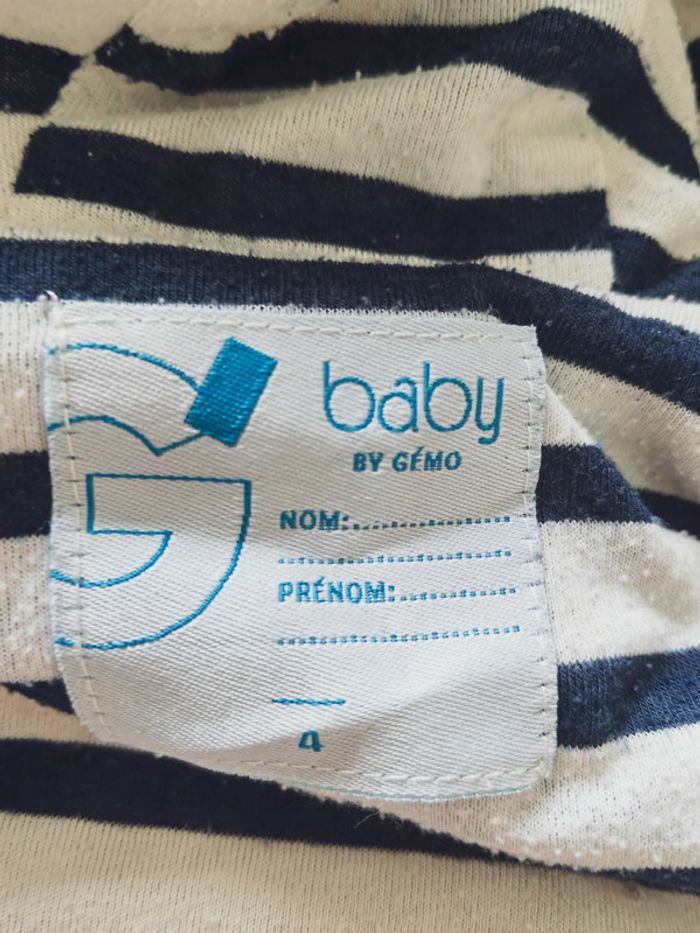 baby
BY GÉMO
NOM:................
................
PRÉNOM:................
................
4